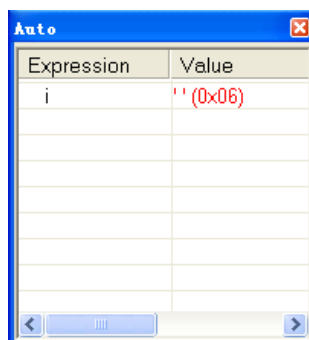 Auto
Expression Value
i ' ' (0x06)